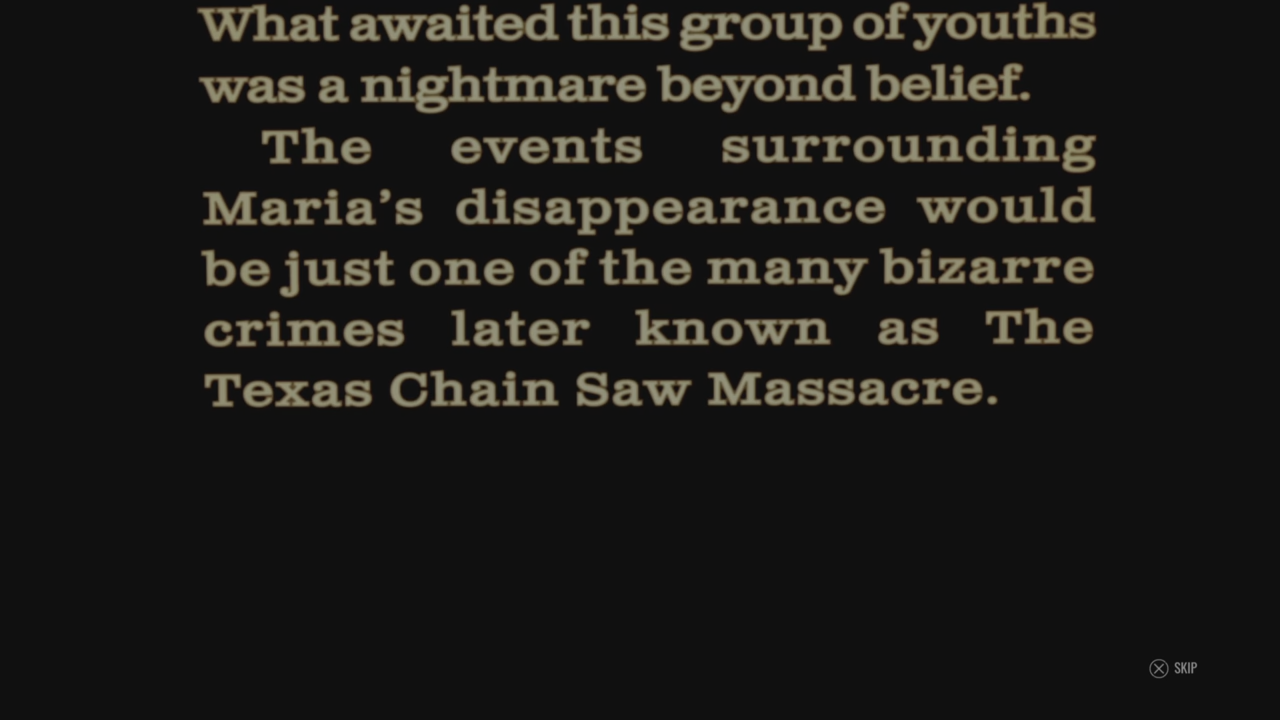 What awaited this group of youths
was a nightmare beyond belief.
The events surrounding
Maria’s disappearance would
be just one of the many bizarre
crimes later known as The
Texas Chain Saw Massacre.
SKIP